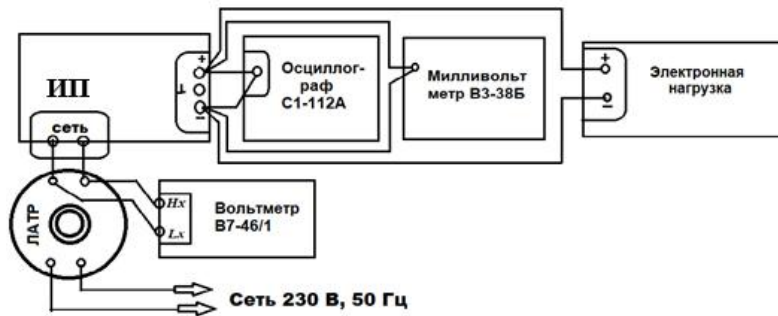 ИП
сеть
+
⊥
–
Осциллог-
раф
С1-112А
Милливольт
метр В3-38Б
+
–
Электронная
нагрузка
ЛАТР
Hx
Lx
Вольтметр
В7-46/1
Сеть 230 В, 50 Гц